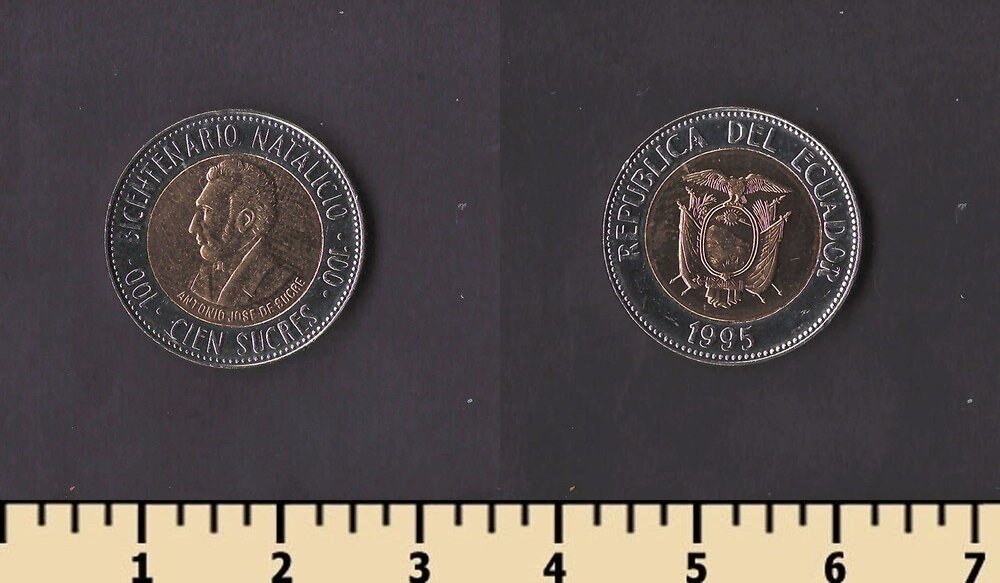 BICENTENARIO NATALICIO
100 · 100
ANTONIO JOSE DE SUCRE
CIEN SUCRES
REPUBLICA DEL ECUADOR
1995
1 2 3 4 5 6 7